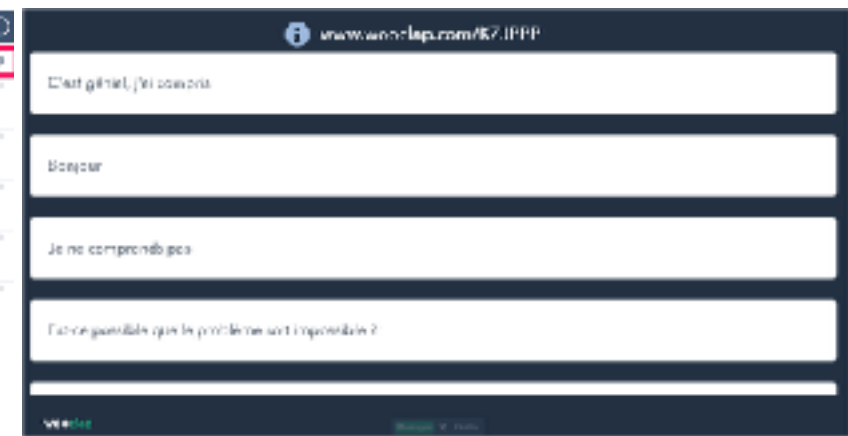 www.wooclap.com/
C'est génial, j'ai compris
Bonjour
Je ne comprends pas
Est-ce possible que le problème soit impossible ?
wooclap